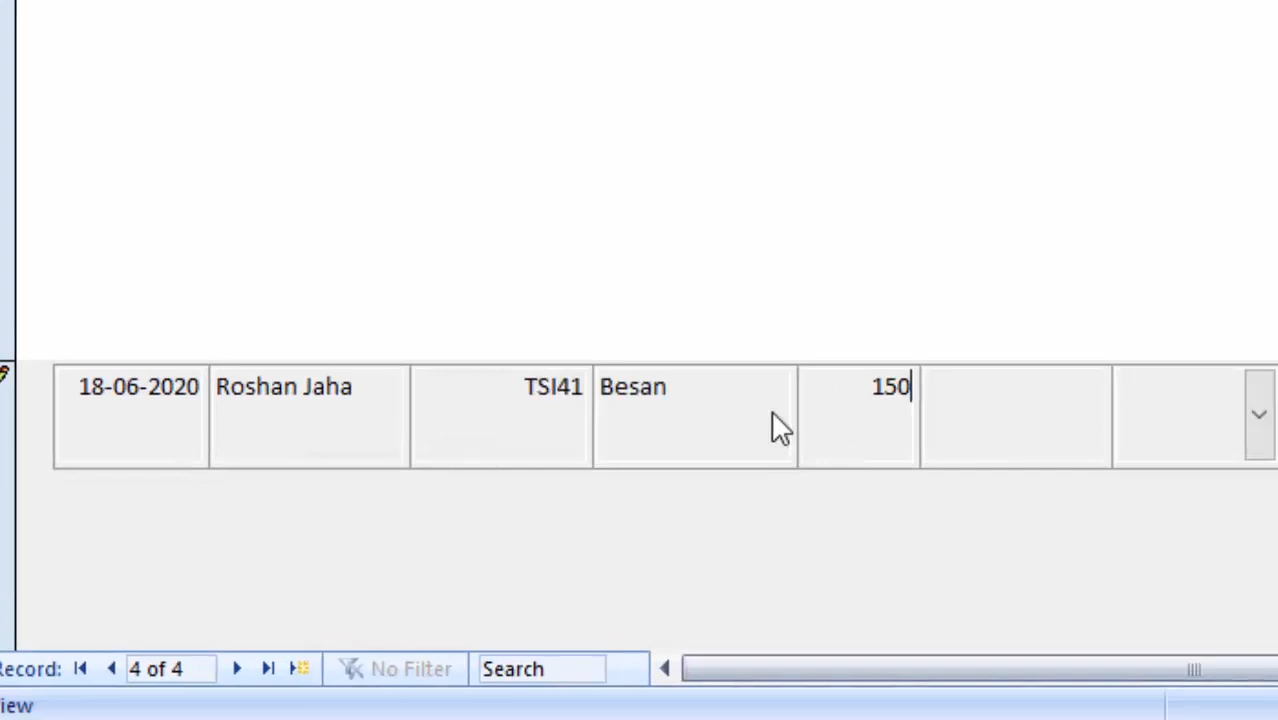 18-06-2020 Roshan Jaha TSI41 Besan 150
Record: 4 of 4 No Filter Search
iew